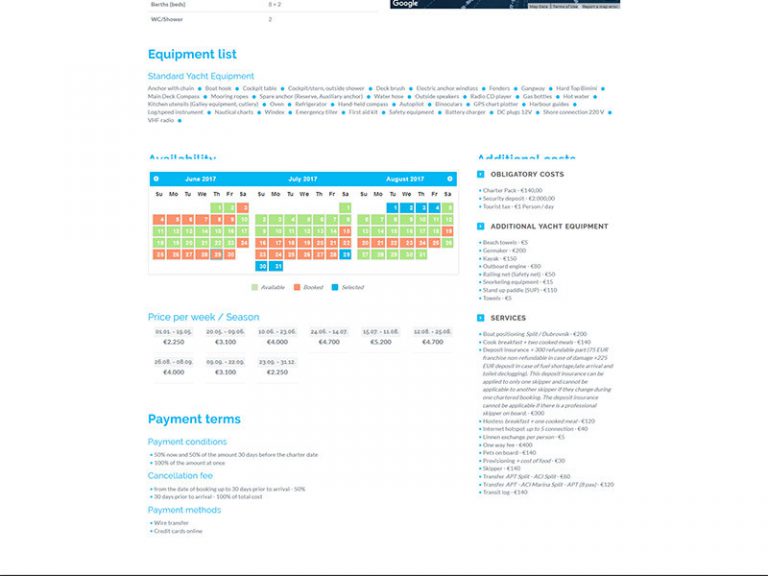 Berths (beds) 8 + 2
Google
Map Data Terms of Use Report a map error
WC/Shower 2
Equipment list
Standard Yacht Equipment
Anchor with chain Boat hook Cockpit table Cockpit/stern, outside shower Deck brush Electric anchor windlass Fenders Gangway Hard Top Bimini
Main Deck Compass Mooring ropes Spare anchor (Reserve, Auxiliary anchor) Water hose Outside speakers Radio CD player Gas bottles Hot water
Kitchen utensils (Galley equipment, cutlery) Oven Refrigerator Hand-held compass Autopilot Binoculars GPS chart plotter Harbour guides
Log/speed instrument Nautical charts Windex Emergency tiller First aid kit Safety equipment Battery charger DC plugs 12V Shore connection 220 V
VHF radio
Availability
June 2017 July 2017 August 2017
Su Mo Tu We Th Fr Sa Su Mo Tu We Th Fr Sa Su Mo Tu We Th Fr Sa
1 2 3 1 1 2 3 4 5
4 5 6 7 8 9 10 2 3 4 5 6 7 8 6 7 8 9 10 11 12
11 12 13 14 15 16 17 9 10 11 12 13 14 15 13 14 15 16 17 18 19
18 19 20 21 22 23 24 16 17 18 19 20 21 22 20 21 22 23 24 25 26
25 26 27 28 29 30 23 24 25 26 27 28 29 27 28 29 30 31
30 31
Available Booked Selected
Price per week / Season
01.01. - 19.05. 20.05. - 09.06. 10.06. - 23.06. 24.06. - 14.07. 15.07. - 11.08. 12.08. - 25.08.
€2.250 €3.100 €4.000 €4.700 €5.200 €4.700
26.08. - 08.09. 09.09. - 22.09. 23.09. - 31.12.
€4.000 €3.100 €2.250
Payment terms
Payment conditions
50% now and 50% of the amount 30 days before the charter date
100% of the amount at once
Cancellation fee
from the date of booking up to 30 days prior to arrival - 50%
30 days prior to arrival - 100% of total cost
Payment methods
Wire transfer
Credit cards online
Additional costs
OBLIGATORY COSTS
Charter Pack - €140,00
Security deposit - €2.000,00
Tourist tax - €1 Person / day
ADDITIONAL YACHT EQUIPMENT
Beach towels - €5
Gennaker - €200
Kayak - €150
Outboard engine - €80
Railing net (Safety net) - €50
Snorkeling equipment - €15
Stand up paddle (SUP) - €110
Towels - €5
SERVICES
Boat positioning Split / Dubrovnik - €200
Cook breakfast + two cooked meals - €140
Deposit insurance + 300 refundable part (75 EUR
franchise non-refundable in case of damage +225
EUR deposit in case of fuel shortage, late arrival and
toilet declogging). This deposit insurance can be
applied to only one skipper and cannot be
applicable to another skipper if they change during
one chartered booking. The deposit insurance
cannot be applicable if there is a professional
skipper on board. - €300
Hostess breakfast + one cooked meal - €120
Internet hotspot up to 5 connection - €40
Linnen exchange per person - €5
One way fee - €400
Pets on board - €140
Provisioning + cost of food - €30
Skipper - €140
Transfer APT Split - ACI Split - €80
Transfer APT - ACI Marina Split - APT (8 pax) - €120
Transit log - €140